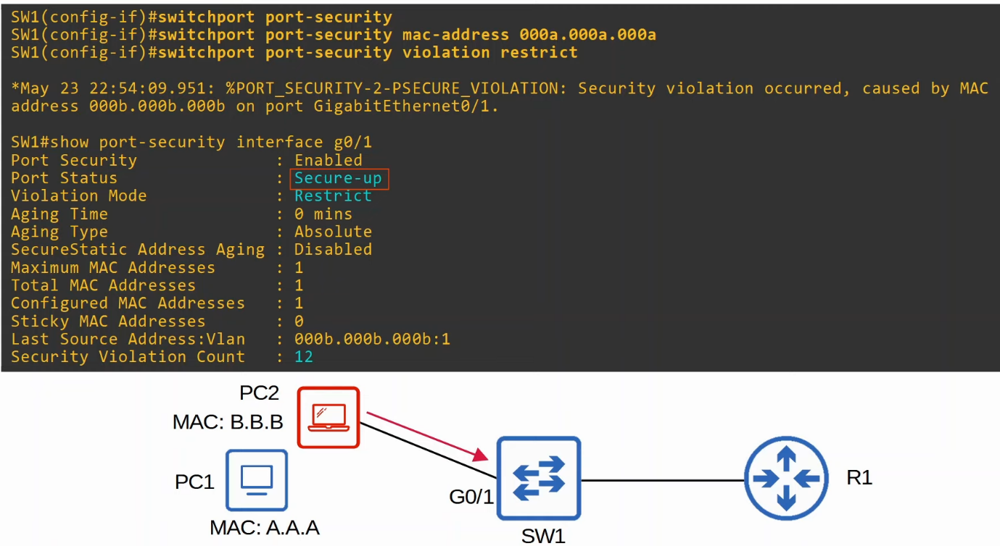 SW1(config-if)#switchport port-security
SW1(config-if)#switchport port-security mac-address 000a.000a.000a
SW1(config-if)#switchport port-security violation restrict
*May 23 22:54:09.951: %PORT_SECURITY-2-PSECURE_VIOLATION: Security violation occurred, caused by MAC
address 000b.000b.000b on port GigabitEthernet0/1.
SW1#show port-security interface g0/1
Port Security : Enabled
Port Status : Secure-up
Violation Mode : Restrict
Aging Time : 0 mins
Aging Type : Absolute
SecureStatic Address Aging : Disabled
Maximum MAC Addresses : 1
Total MAC Addresses : 1
Configured MAC Addresses : 1
Sticky MAC Addresses : 0
Last Source Address:Vlan : 000b.000b.000b:1
Security Violation Count : 12
PC2
MAC: B.B.B
PC1
MAC: A.A.A
G0/1
SW1
R1